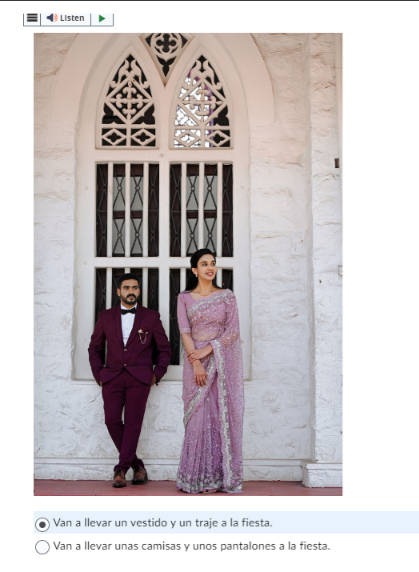 Listen
Van a llevar un vestido y un traje a la fiesta.
Van a llevar unas camisas y unos pantalones a la fiesta.